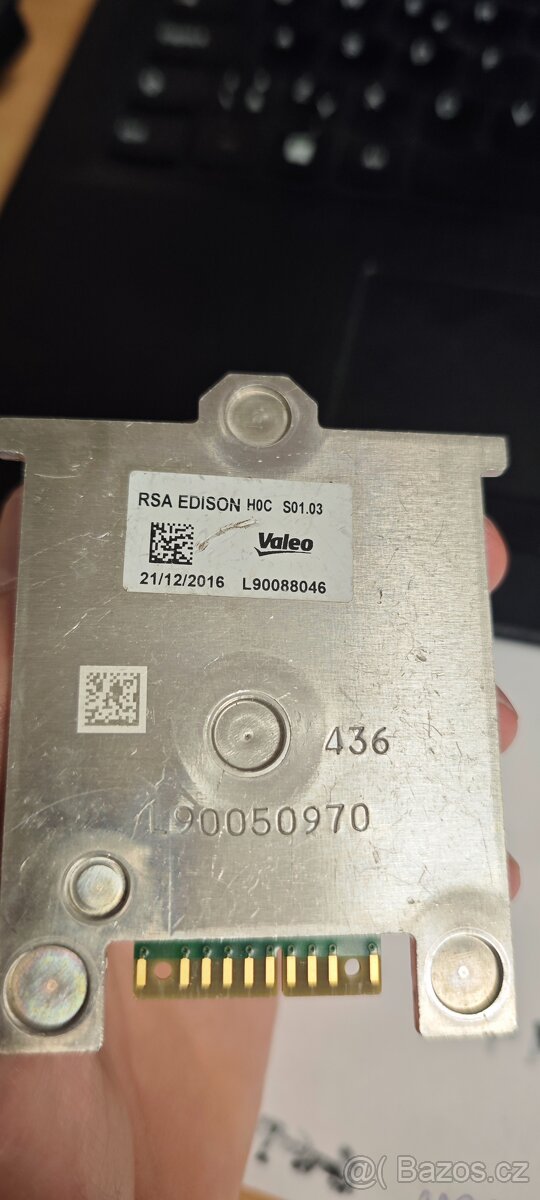 RSA EDISON H0C S01.03
Valeo
21/12/2016 L90088046
436
L90050970
@( Bazos.cz